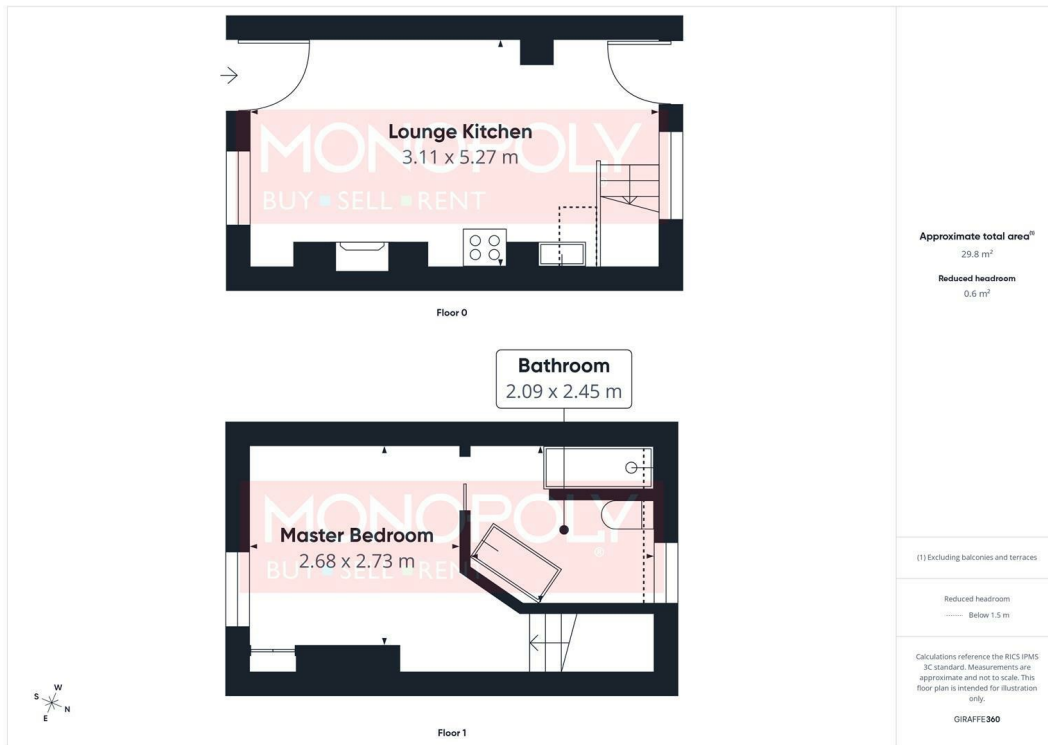 MONOPOLY
BUY SELL RENT
Lounge Kitchen
3.11 x 5.27 m
Floor 0
Bathroom
2.09 x 2.45 m
MONOPOLY
BUY SELL RENT
®
Master Bedroom
2.68 x 2.73 m
Floor 1
S
W
N
E
Approximate total area(1)
29.8 m²
Reduced headroom
0.6 m²
(1) Excluding balconies and terraces
Reduced headroom
Below 1.5 m
Calculations reference the RICS IPMS
3C standard. Measurements are
approximate and not to scale. This
floor plan is intended for illustration
only.
GIRAFFE360